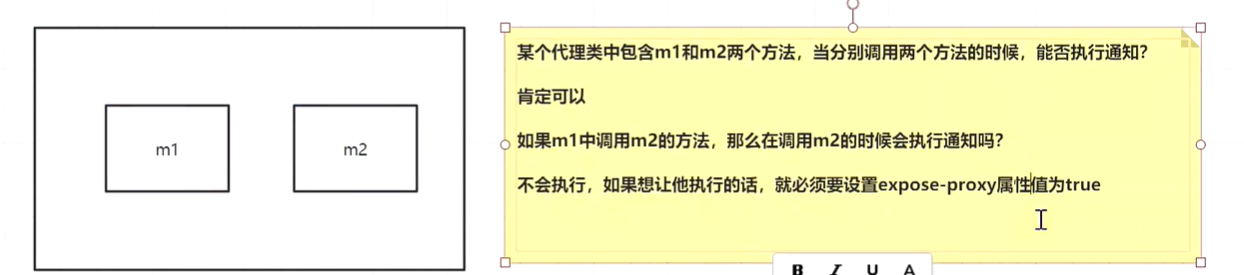 m1
m2
某个代理类中包含m1和m2两个方法，当分别调用两个方法的时候，能否执行通知？
肯定可以
如果m1中调用m2的方法，那么在调用m2的时候会执行通知吗？
不会执行，如果想让他执行的话，就必须要设置expose-proxy属性值为true
B I U A